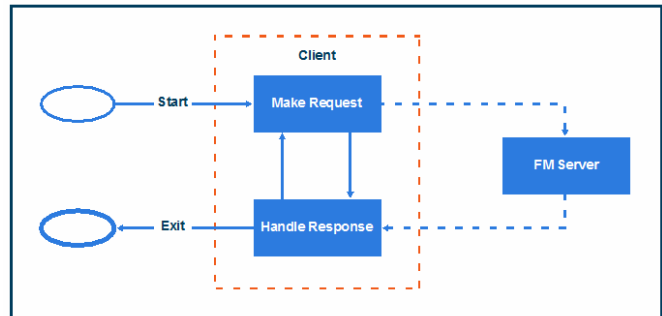 Client
Start
Make Request
FM Server
Exit
Handle Response